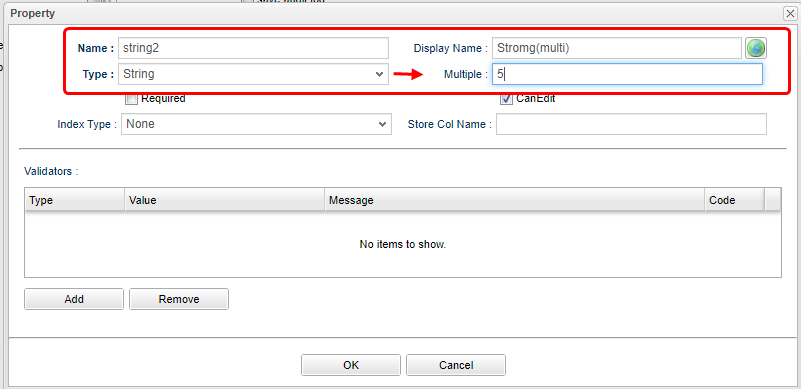 Property
Name : string2 Display Name : Stromg(multi)
Type : String Multiple : 5
Required CanEdit
Index Type : None Store Col Name :
Validators :
Type Value Message Code
No items to show.
Add Remove
OK Cancel